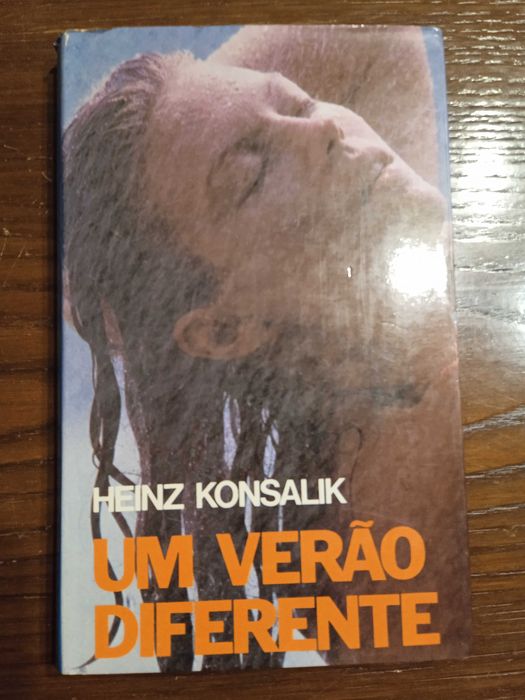 HEINZ KONSALIK
UM VERÃO
DIFERENTE